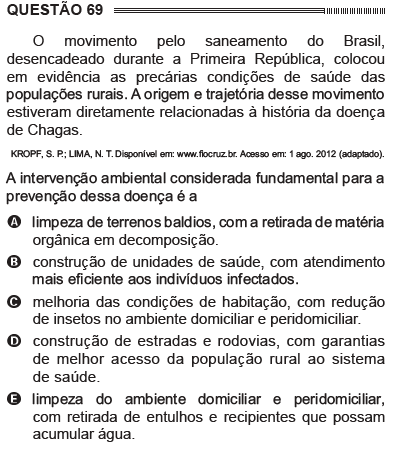 QUESTÃO 69
O movimento pelo saneamento do Brasil,
desencadeado durante a Primeira República, colocou
em evidência as precárias condições de saúde das
populações rurais. A origem e trajetória desse movimento
estiveram diretamente relacionadas à história da doença
de Chagas.
KROPF, S. P.; LIMA, N. T. Disponível em: www.fiocruz.br. Acesso em: 1 ago. 2012 (adaptado).
A intervenção ambiental considerada fundamental para a
prevenção dessa doença é a
A limpeza de terrenos baldios, com a retirada de matéria
orgânica em decomposição.
B construção de unidades de saúde, com atendimento
mais eficiente aos indivíduos infectados.
C melhoria das condições de habitação, com redução
de insetos no ambiente domiciliar e peridomiciliar.
D construção de estradas e rodovias, com garantias
de melhor acesso da população rural ao sistema
de saúde.
E limpeza do ambiente domiciliar e peridomiciliar,
com retirada de entulhos e recipientes que possam
acumular água.